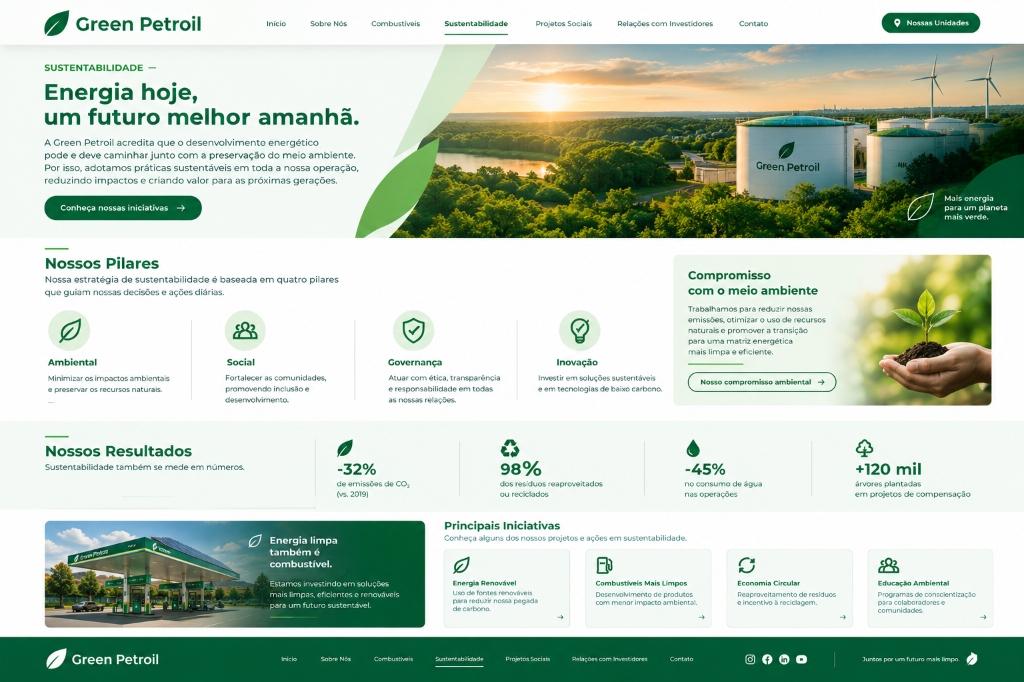 Green Petroil
Início
Sobre Nós
Combustíveis
Sustentabilidade
Projetos Sociais
Relações com Investidores
Contato
Nossas Unidades
SUSTENTABILIDADE —
Energia hoje,
um futuro melhor amanhã.
A Green Petroil acredita que o desenvolvimento energético
pode e deve caminhar junto com a preservação do meio ambiente.
Por isso, adotamos práticas sustentáveis em toda a nossa operação,
reduzindo impactos e criando valor para as próximas gerações.
Conheça nossas iniciativas →
Green Petroil
Mais energia
para um planeta
mais verde.
Nossos Pilares
Nossa estratégia de sustentabilidade é baseada em quatro pilares
que guiam nossas decisões e ações diárias.
Ambiental
Minimizar os impactos ambientais
e preservar os recursos naturais.
Social
Fortalecer as comunidades,
promovendo inclusão e
desenvolvimento.
Governança
Atuar com ética, transparência
e responsabilidade em todas
as nossas relações.
Inovação
Investir em soluções sustentáveis
e em tecnologias de baixo carbono.
Compromisso
com o meio ambiente
Trabalhamos para reduzir nossas
emissões, otimizar o uso de recursos
naturais e promover a transição
para uma matriz energética
mais limpa e eficiente.
Nosso compromisso ambiental →
Nossos Resultados
Sustentabilidade também se mede em números.
-32%
de emissões de CO₂
(vs. 2019)
98%
dos resíduos reaproveitados
ou reciclados
-45%
no consumo de água
nas operações
+120 mil
árvores plantadas
em projetos de compensação
Green Petroil
Energia limpa
também é
combustível.
Estamos investindo em soluções
mais limpas, eficientes e renováveis
para um futuro sustentável.
Principais Iniciativas
Conheça alguns dos nossos projetos e ações em sustentabilidade.
Energia Renovável
Uso de fontes renováveis
para reduzir nossa pegada
de carbono.
→
Combustíveis Mais Limpos
Desenvolvimento de produtos
com menor impacto ambiental.
→
Economia Circular
Reaproveitamento de resíduos
e incentivo à reciclagem.
→
Educação Ambiental
Programas de conscientização
para colaboradores e
comunidades.
→
Green Petroil
Início
Sobre Nós
Combustíveis
Sustentabilidade
Projetos Sociais
Relações com Investidores
Contato
Juntos por um futuro mais limpo.